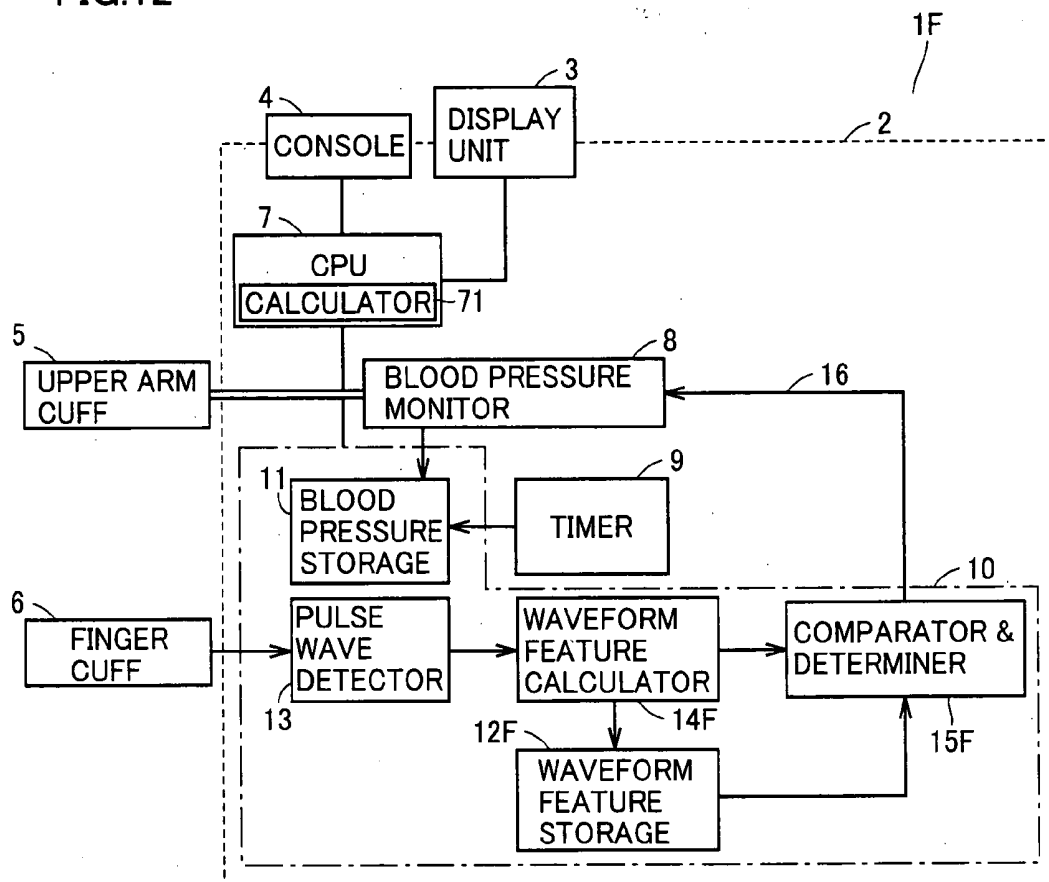 FIG.12
1F
3
4
DISPLAY
UNIT
2
CONSOLE
7
CPU
CALCULATOR
71
5
8
UPPER ARM
CUFF
BLOOD PRESSURE
MONITOR
16
9
11
BLOOD
PRESSURE
STORAGE
TIMER
10
6
FINGER
CUFF
PULSE
WAVE
DETECTOR
WAVEFORM
FEATURE
CALCULATOR
COMPARATOR &
DETERMINER
13
12F
14F
15F
WAVEFORM
FEATURE
STORAGE